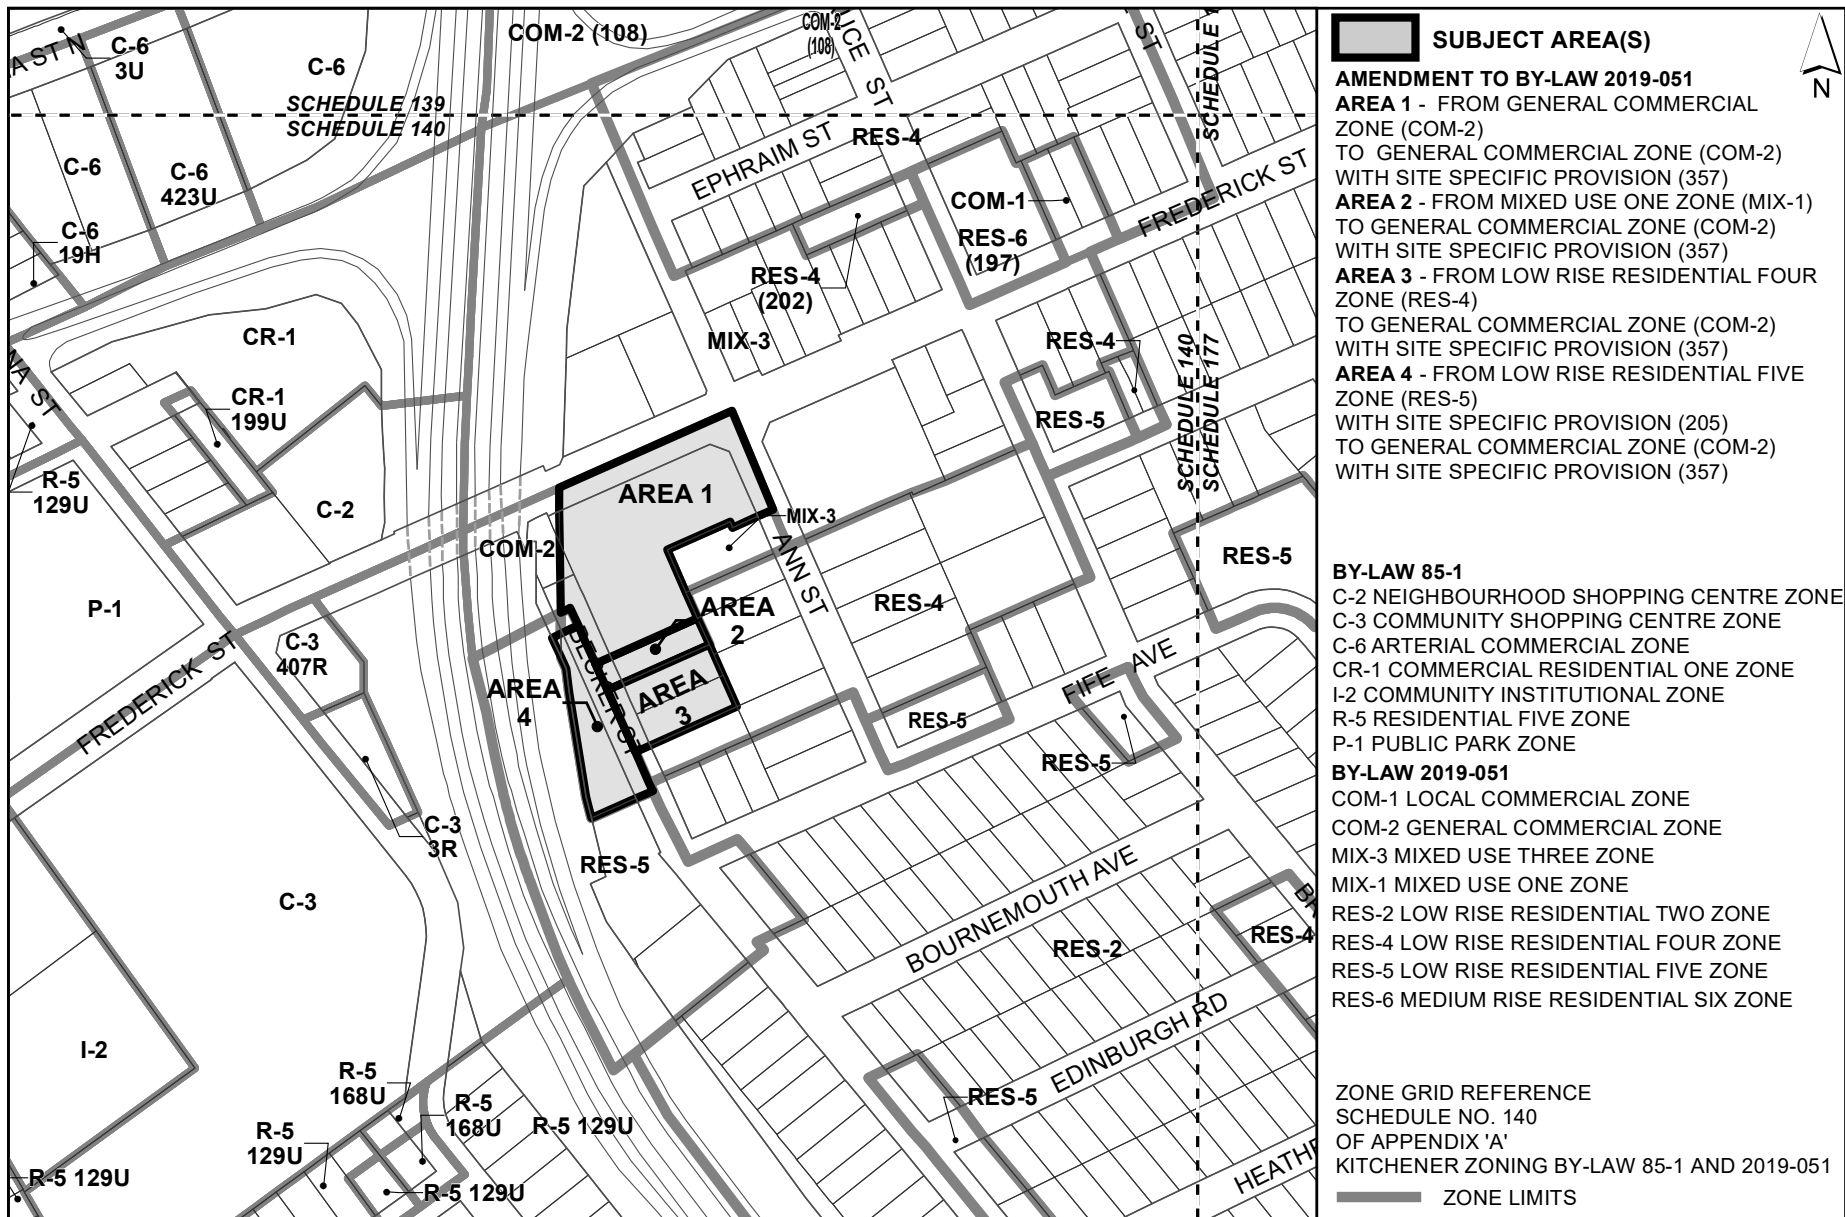 COM-2 (108)
COM-2
(108)
ALICE ST
ST
A ST N
C-6
3U
C-6
SCHEDULE 139
SCHEDULE 140
SCHEDULE 1
C-6
C-6
423U
C-6
19H
EPHRAIM ST
RES-4
COM-1
FREDERICK ST
RES-6
(197)
RES-4
(202)
MIX-3
CR-1
CR-1
199U
NA ST
R-5
129U
C-2
RES-4
RES-5
SCHEDULE 140
SCHEDULE 177
AREA 1
MIX-3
COM-2
ANN ST
RES-5
P-1
AREA
2
RES-4
C-3
407R
FREDERICK ST
DECKER ST
AREA
4
AREA
3
FIFE AVE
RES-5
RES-5
C-3
3R
RES-5
C-3
BOURNEMOUTH AVE
BR
RES-2
RES-4
I-2
EDINBURGH RD
R-5
168U
R-5
168U
R-5 129U
R-5
129U
RES-5
R-5 129U
R-5 129U
HEATH
SUBJECT AREA(S)
N
AMENDMENT TO BY-LAW 2019-051
AREA 1 - FROM GENERAL COMMERCIAL
ZONE (COM-2)
TO GENERAL COMMERCIAL ZONE (COM-2)
WITH SITE SPECIFIC PROVISION (357)
AREA 2 - FROM MIXED USE ONE ZONE (MIX-1)
TO GENERAL COMMERCIAL ZONE (COM-2)
WITH SITE SPECIFIC PROVISION (357)
AREA 3 - FROM LOW RISE RESIDENTIAL FOUR
ZONE (RES-4)
TO GENERAL COMMERCIAL ZONE (COM-2)
WITH SITE SPECIFIC PROVISION (357)
AREA 4 - FROM LOW RISE RESIDENTIAL FIVE
ZONE (RES-5)
WITH SITE SPECIFIC PROVISION (205)
TO GENERAL COMMERCIAL ZONE (COM-2)
WITH SITE SPECIFIC PROVISION (357)
BY-LAW 85-1
C-2 NEIGHBOURHOOD SHOPPING CENTRE ZONE
C-3 COMMUNITY SHOPPING CENTRE ZONE
C-6 ARTERIAL COMMERCIAL ZONE
CR-1 COMMERCIAL RESIDENTIAL ONE ZONE
I-2 COMMUNITY INSTITUTIONAL ZONE
R-5 RESIDENTIAL FIVE ZONE
P-1 PUBLIC PARK ZONE
BY-LAW 2019-051
COM-1 LOCAL COMMERCIAL ZONE
COM-2 GENERAL COMMERCIAL ZONE
MIX-3 MIXED USE THREE ZONE
MIX-1 MIXED USE ONE ZONE
RES-2 LOW RISE RESIDENTIAL TWO ZONE
RES-4 LOW RISE RESIDENTIAL FOUR ZONE
RES-5 LOW RISE RESIDENTIAL FIVE ZONE
RES-6 MEDIUM RISE RESIDENTIAL SIX ZONE
ZONE GRID REFERENCE
SCHEDULE NO. 140
OF APPENDIX 'A'
KITCHENER ZONING BY-LAW 85-1 AND 2019-051
ZONE LIMITS